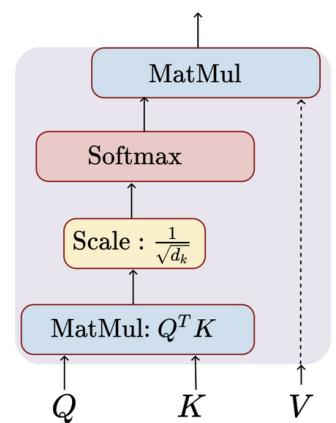 MatMul
Softmax
Scale : 1/√d_k
MatMul: Q^T K
Q K V